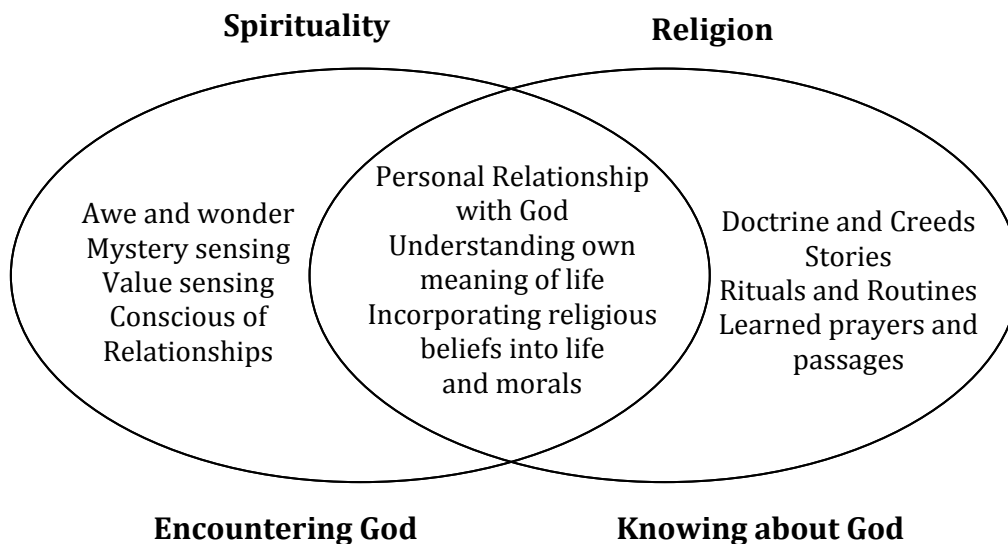 Spirituality
Religion
Awe and wonder
Mystery sensing
Value sensing
Conscious of
Relationships
Personal Relationship
with God
Understanding own
meaning of life
Incorporating religious
beliefs into life
and morals
Doctrine and Creeds
Stories
Rituals and Routines
Learned prayers and
passages
Encountering God
Knowing about God